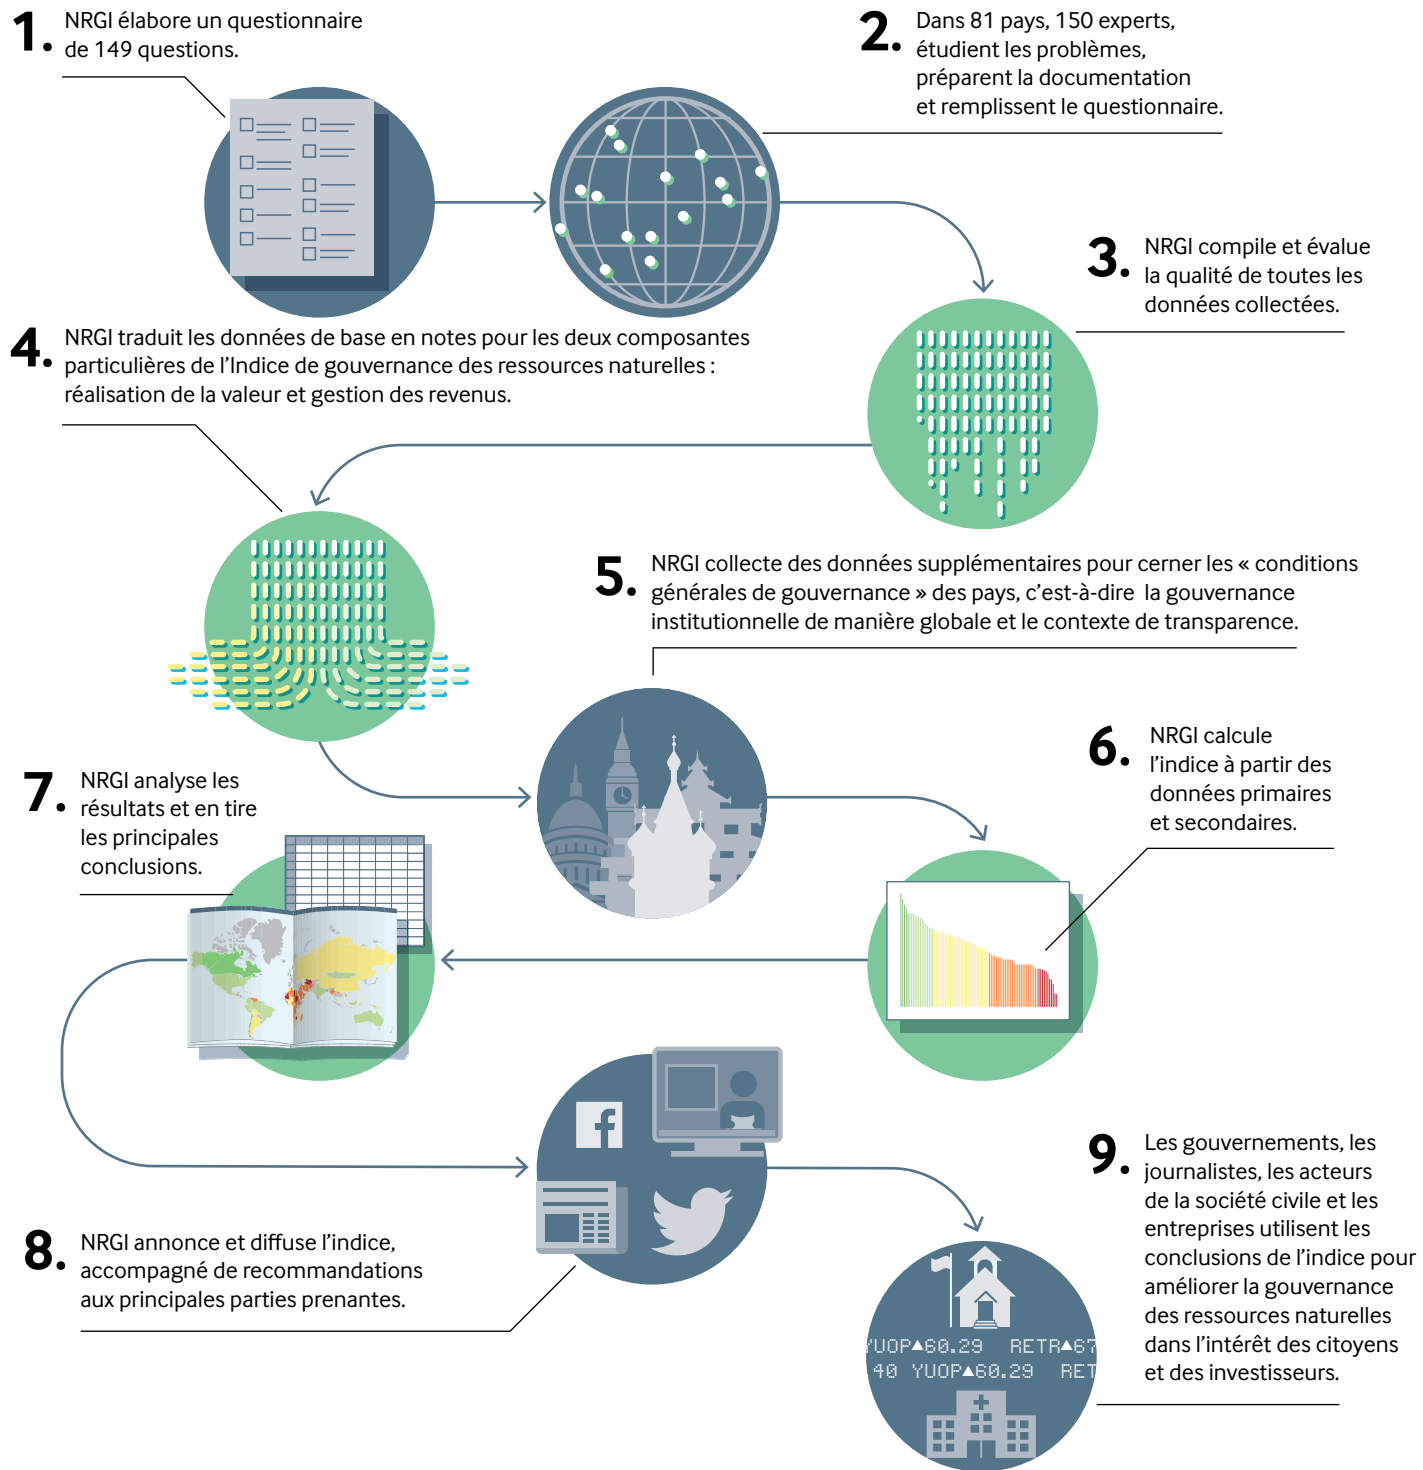 1.
NRGI élabore un questionnaire
de 149 questions.
2.
Dans 81 pays, 150 experts,
étudient les problèmes,
préparent la documentation
et remplissent le questionnaire.
3.
NRGI compile et évalue
la qualité de toutes les
données collectées.
4.
NRGI traduit les données de base en notes pour les deux composantes
particulières de l’Indice de gouvernance des ressources naturelles :
réalisation de la valeur et gestion des revenus.
5.
NRGI collecte des données supplémentaires pour cerner les « conditions
générales de gouvernance » des pays, c’est-à-dire la gouvernance
institutionnelle de manière globale et le contexte de transparence.
6.
NRGI calcule
l’indice à partir des
données primaires
et secondaires.
7.
NRGI analyse les
résultats et en tire
les principales
conclusions.
8.
NRGI annonce et diffuse l’indice,
accompagné de recommandations
aux principales parties prenantes.
9.
Les gouvernements, les
journalistes, les acteurs
de la société civile et les
entreprises utilisent les
conclusions de l’indice pour
améliorer la gouvernance
des ressources naturelles
dans l’intérêt des citoyens
et des investisseurs.
YUOP▲60.29 RETR▲67
40 YUOP▲60.29 RET